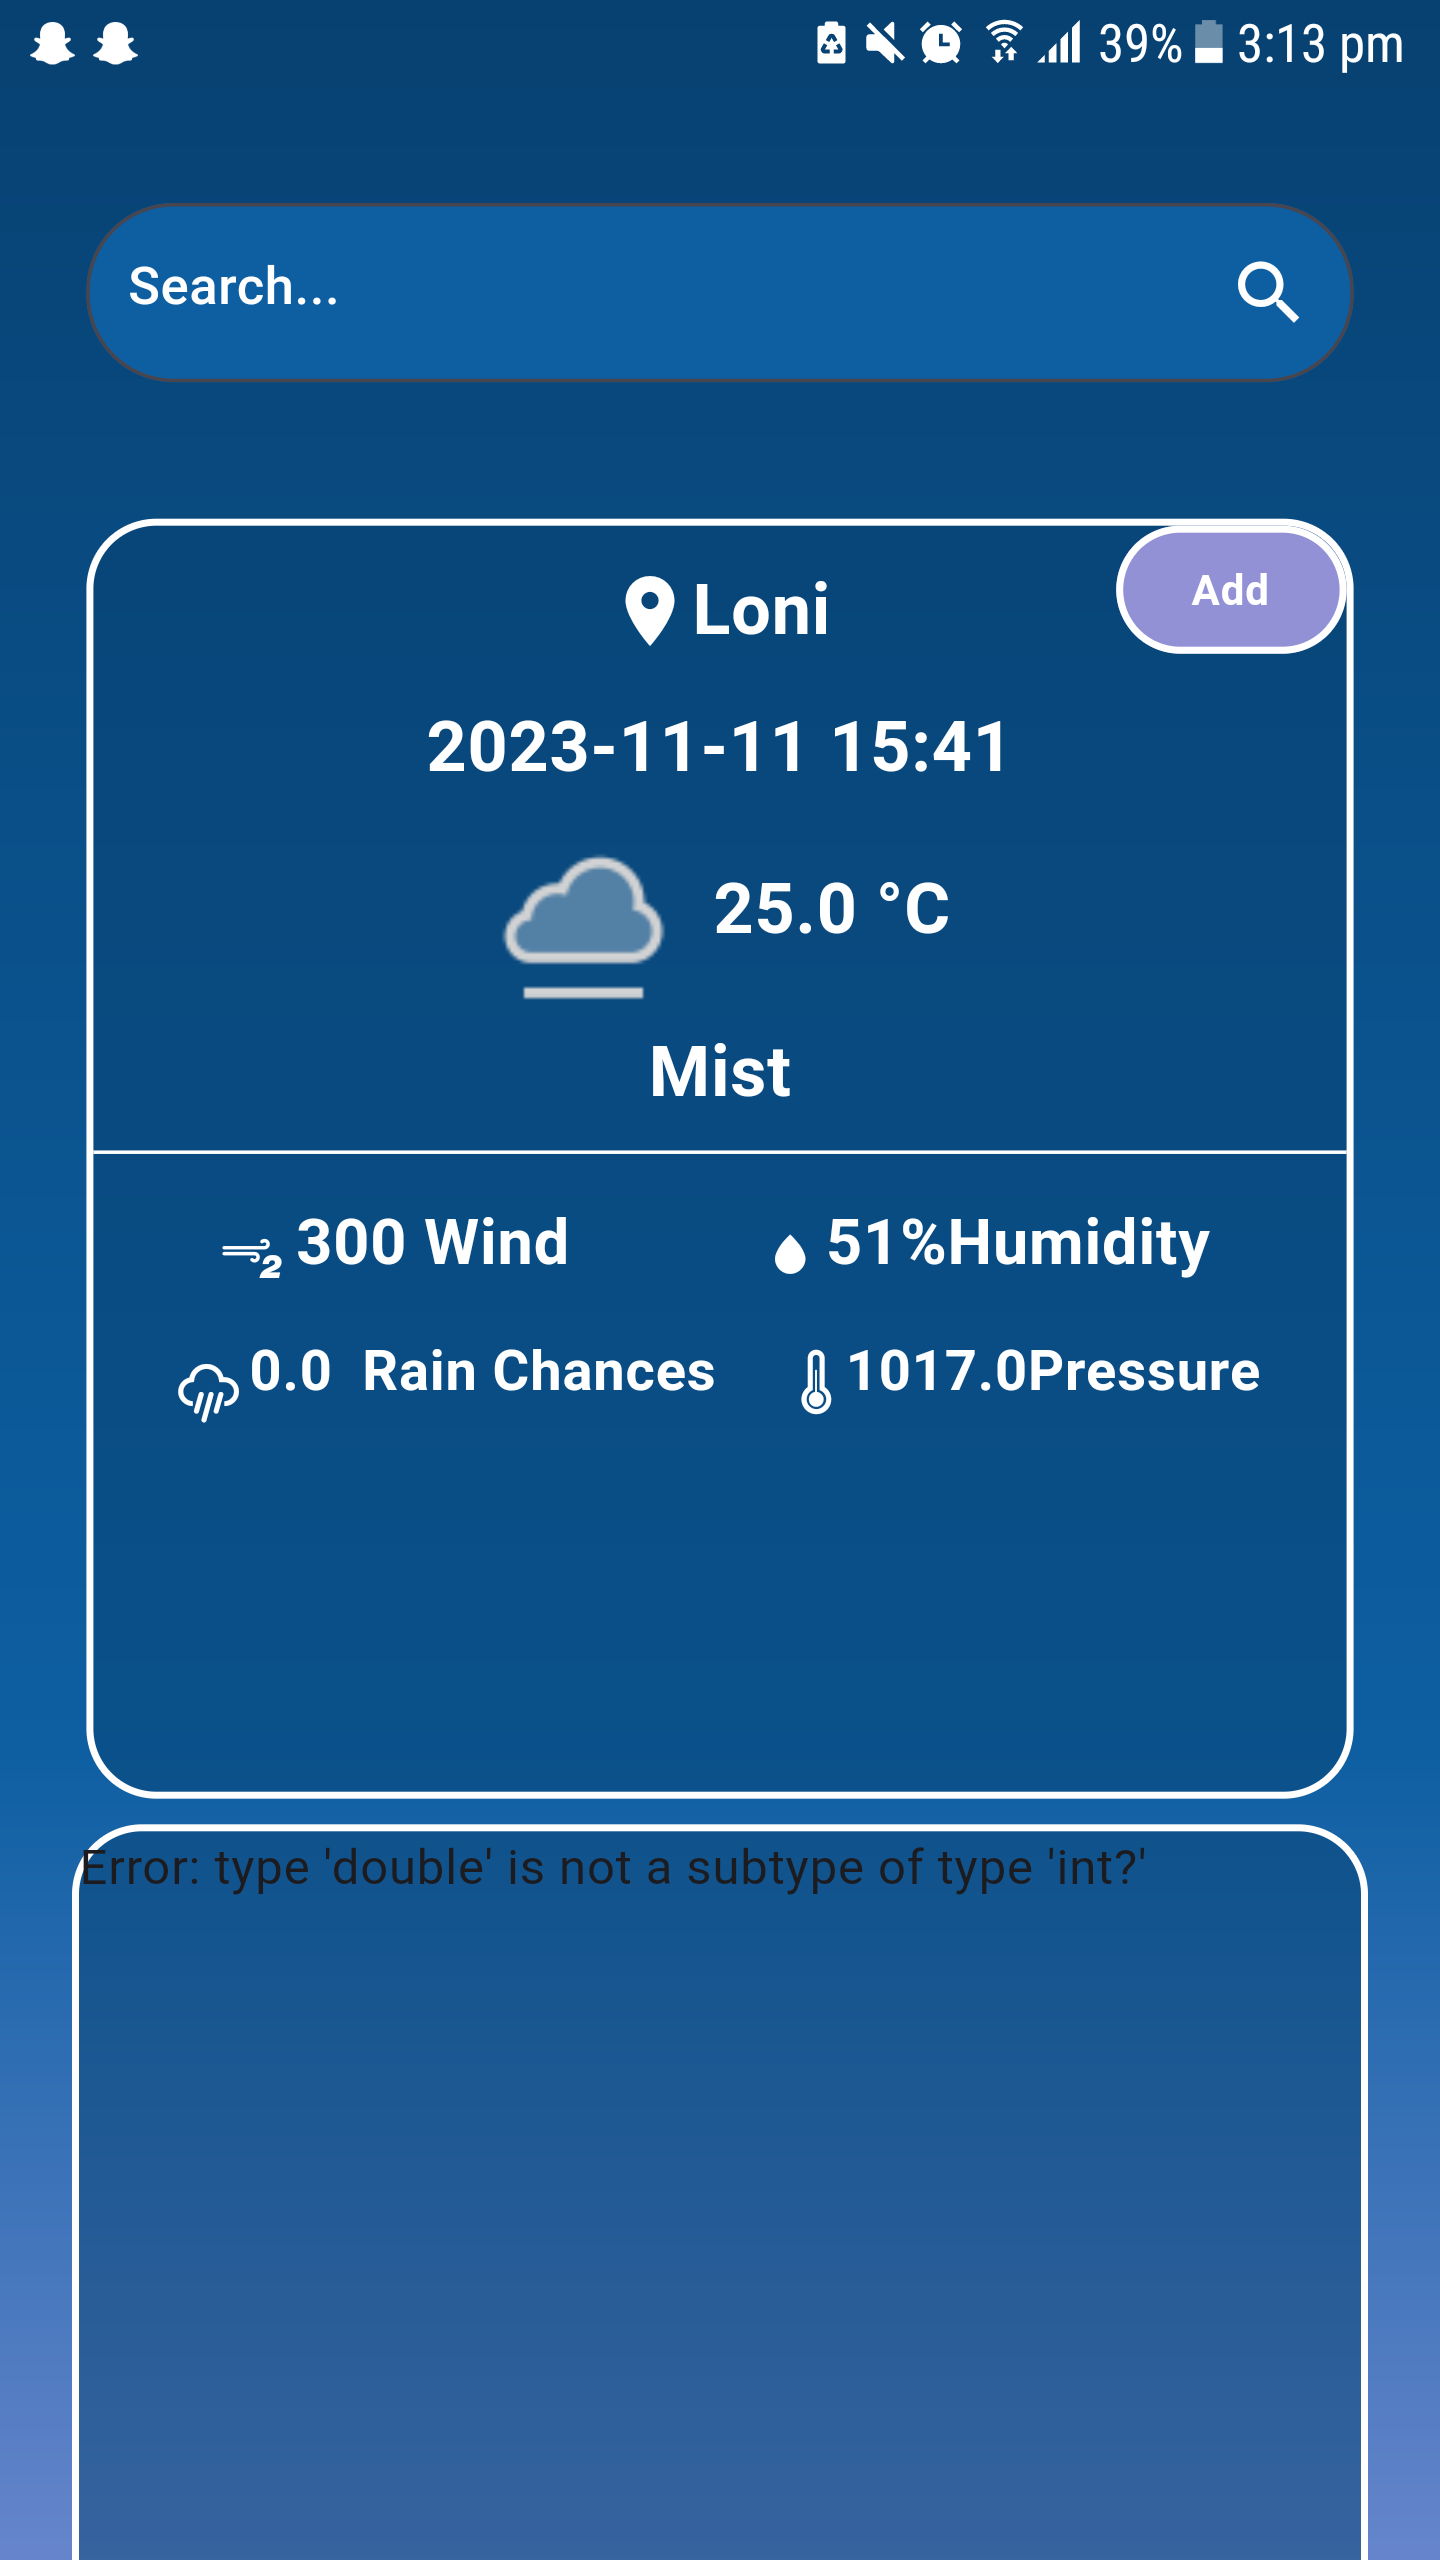 39% 3:13 pm
Search...
Loni
Add
2023-11-11 15:41
25.0 °C
Mist
2 300 Wind 51%Humidity
0.0 Rain Chances 1017.0Pressure
Error: type 'double' is not a subtype of type 'int?'